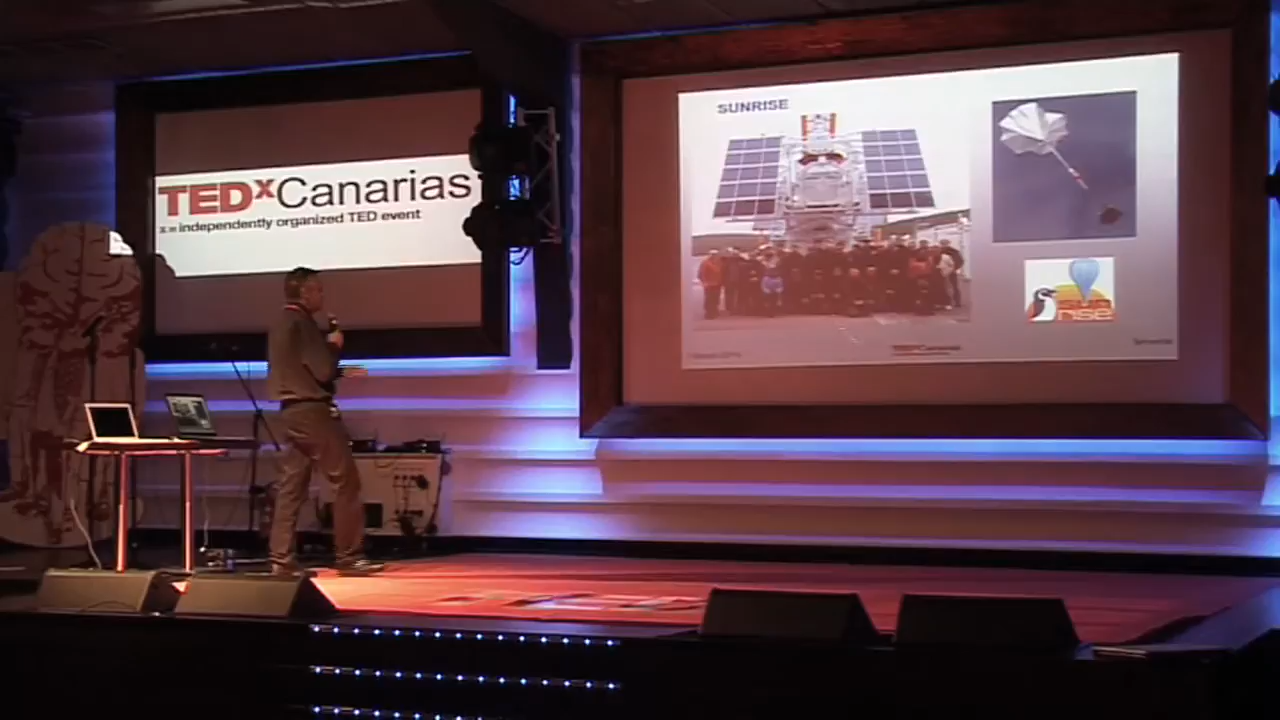 TEDxCanarias
x = independently organized TED event
SUNRISE
sun
rise